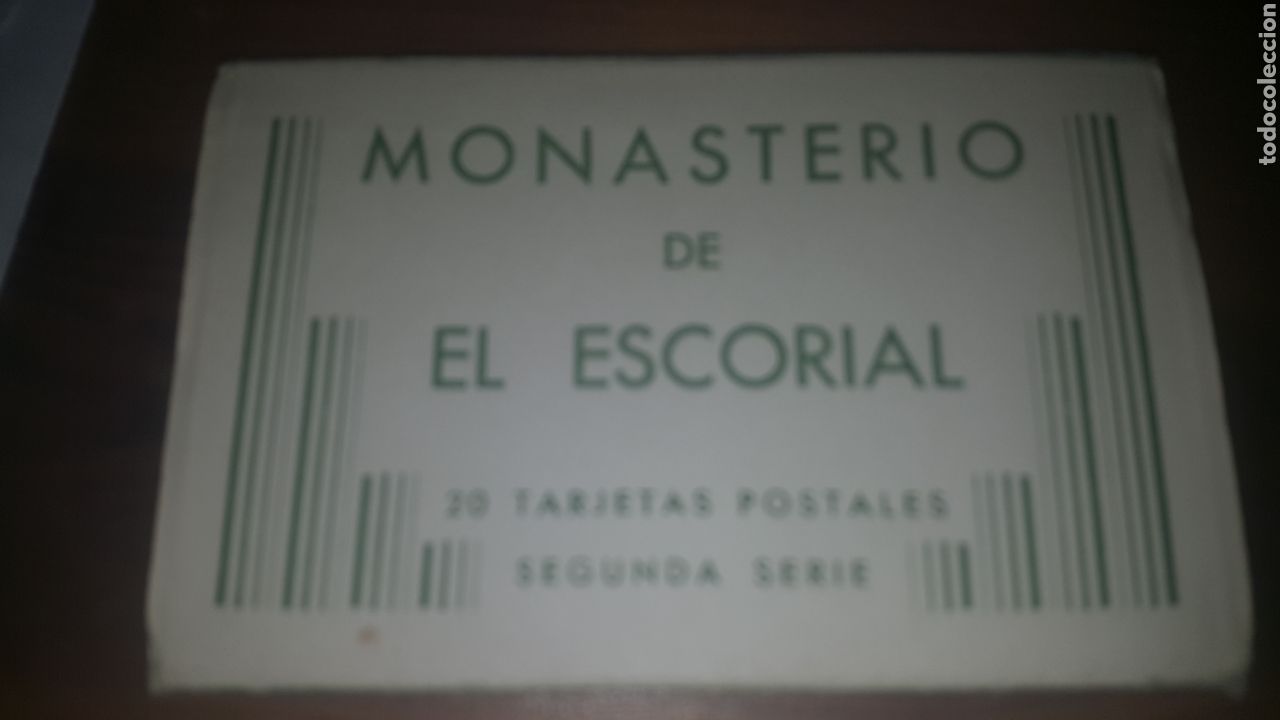 MONASTERIO
DE
EL ESCORIAL
20 TARJETAS POSTALES
SEGUNDA SERIE
todocoleccion